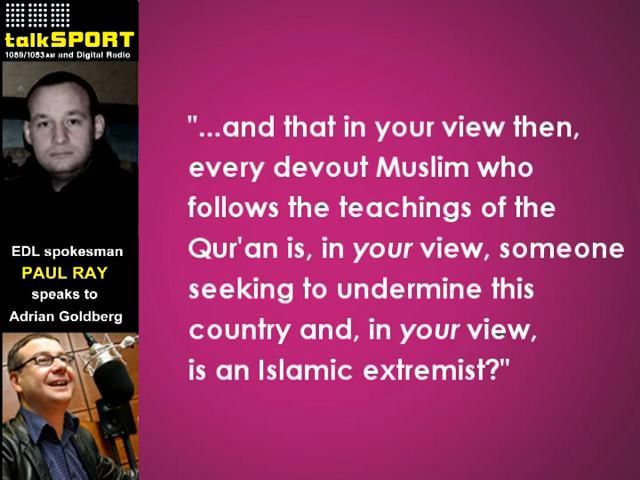 talkSPORT
1089/1053AM and Digital Radio
EDL spokesman
PAUL RAY
speaks to
Adrian Goldberg
"...and that in your view then,
every devout Muslim who
follows the teachings of the
Qur'an is, in your view, someone
seeking to undermine this
country and, in your view,
is an Islamic extremist?"